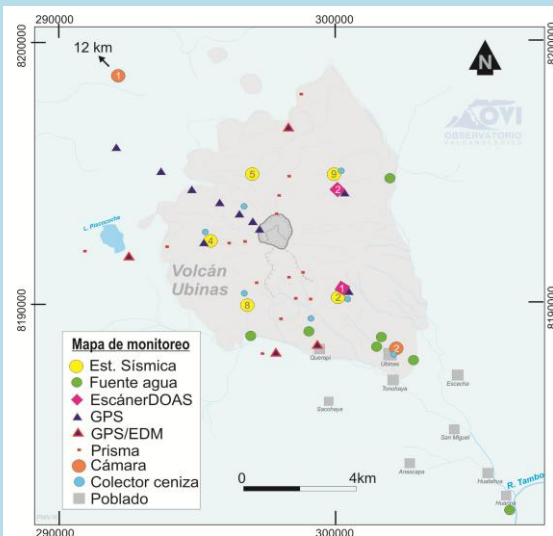 290000
300000
8200000
8200000
12 km
1
N
OVI
OBSERVATORIO
VULCANOLÓGICO
5
9
2
L. Piscococha
4
Volcán
Ubinas
1
2
8190000
8190000
8
2
Querapi
Ubinas
Tonohaya
Escacha
Sacohaya
San Miguel
Anascapa
Huatahua
R. Tambo
Huarina
Mapa de monitoreo
Est. Sísmica
Fuente agua
EscánerDOAS
GPS
GPS/EDM
Prisma
Cámara
Colector ceniza
Poblado
0
4km
290000
300000